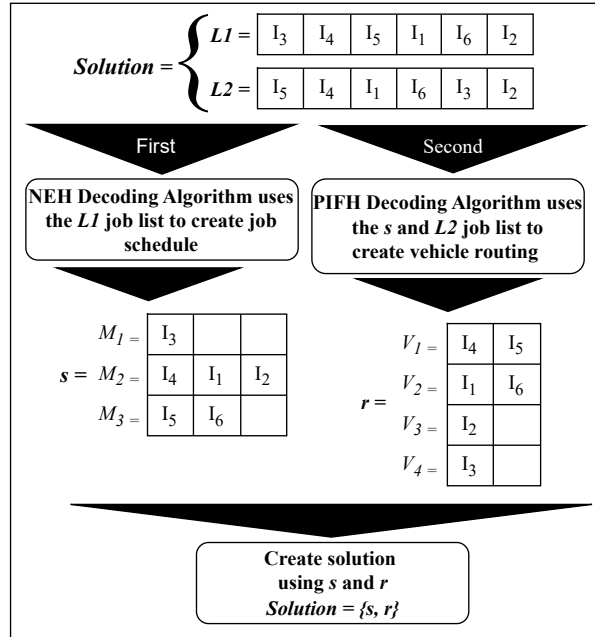 Solution =
L1 = I3 I4 I5 I1 I6 I2
L2 = I5 I4 I1 I6 I3 I2
First
Second
NEH Decoding Algorithm uses
the L1 job list to create job
schedule
PIFH Decoding Algorithm uses
the s and L2 job list to
create vehicle routing
s =
M1 = I3
M2 = I4 I1 I2
M3 = I5 I6
r =
V1 = I4 I5
V2 = I1 I6
V3 = I2
V4 = I3
Create solution
using s and r
Solution = {s, r}